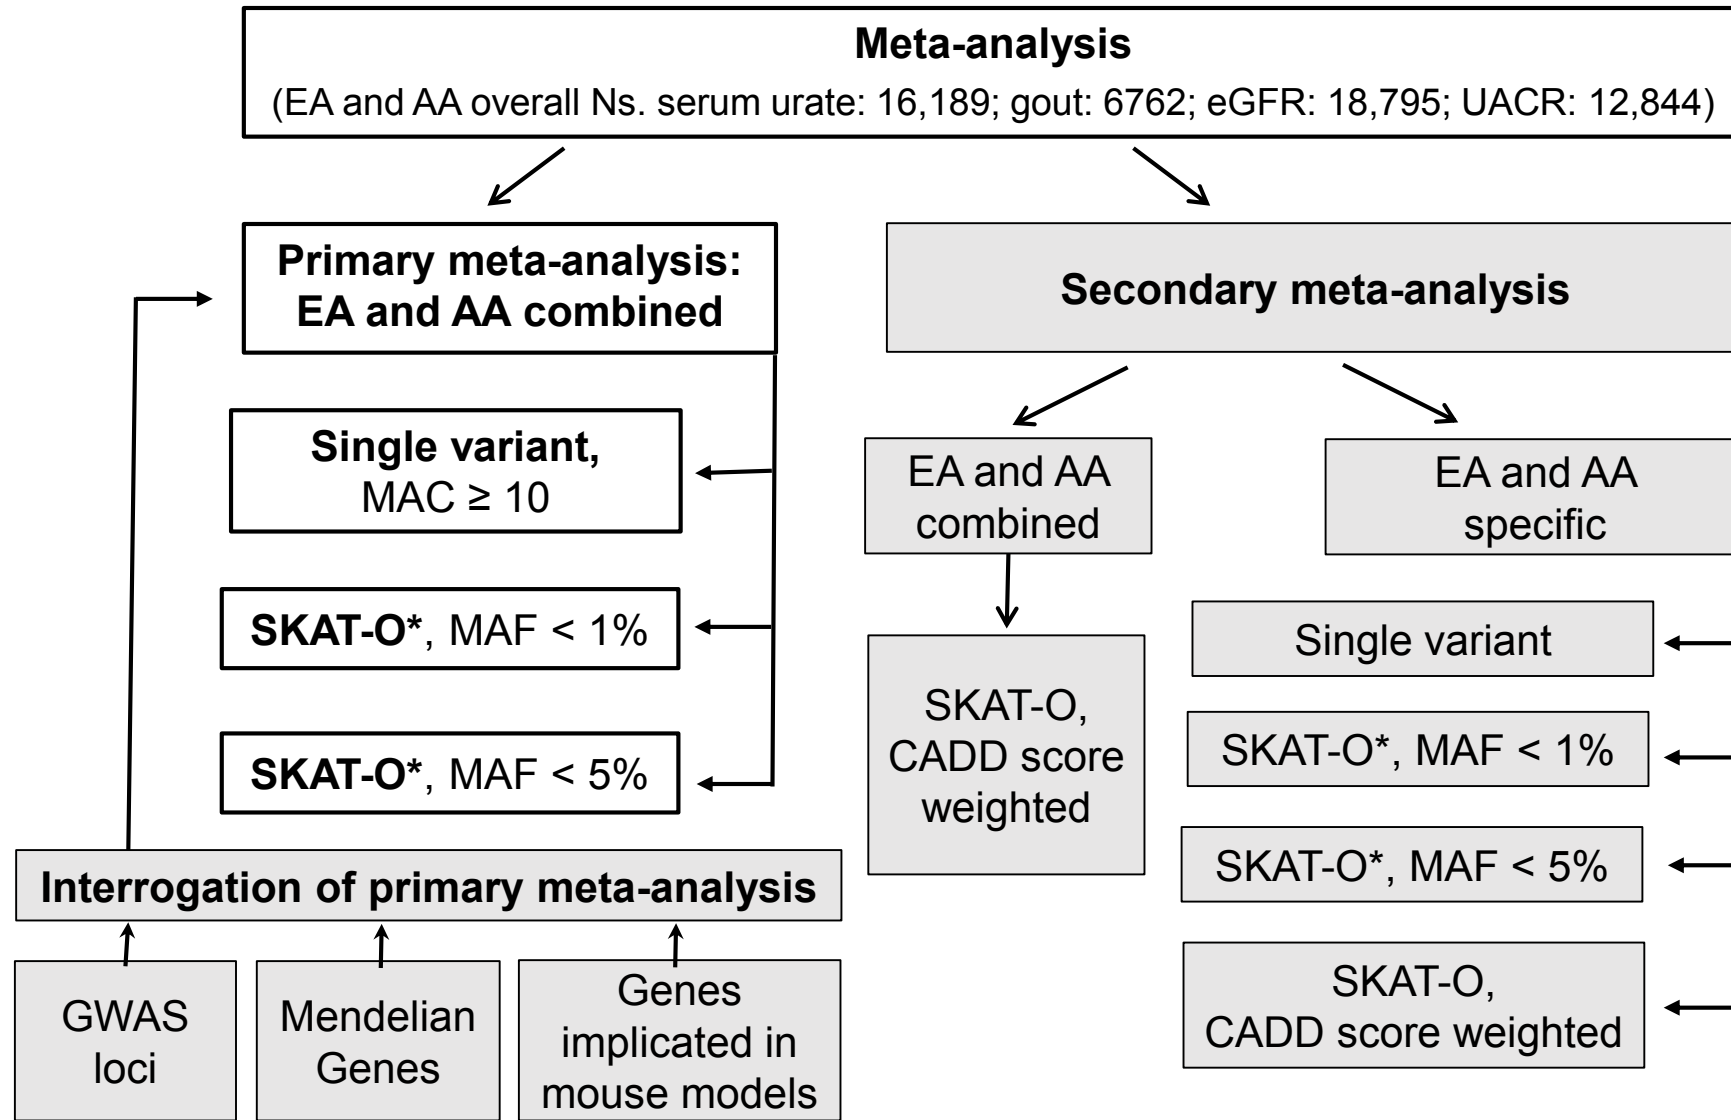 Meta-analysis
(EA and AA overall Ns. serum urate: 16,189; gout: 6762; eGFR: 18,795; UACR: 12,844)
Primary meta-analysis:
EA and AA combined
Single variant,
MAC ≥ 10
SKAT-O*, MAF < 1%
SKAT-O*, MAF < 5%
Interrogation of primary meta-analysis
GWAS
loci
Mendelian
Genes
Genes
implicated in
mouse models
Secondary meta-analysis
EA and AA
combined
SKAT-O,
CADD score
weighted
EA and AA
specific
Single variant
SKAT-O*, MAF < 1%
SKAT-O*, MAF < 5%
SKAT-O,
CADD score weighted